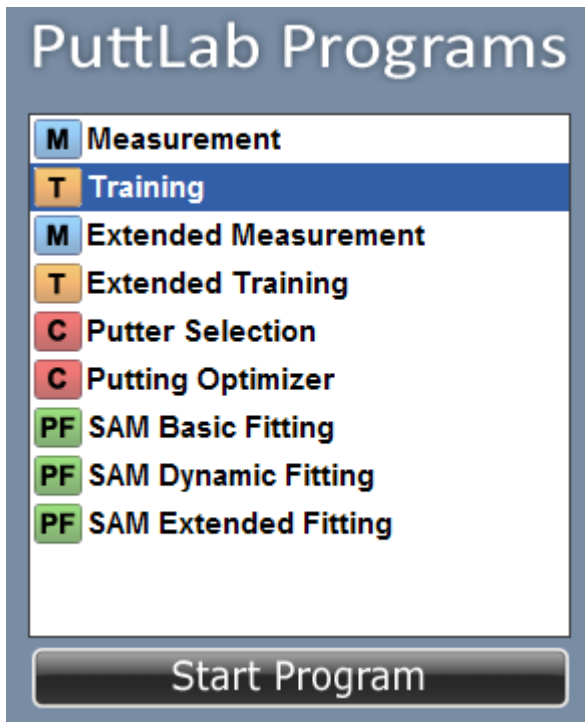 PuttLab Programs
M Measurement
T Training
M Extended Measurement
T Extended Training
C Putter Selection
C Putting Optimizer
PF SAM Basic Fitting
PF SAM Dynamic Fitting
PF SAM Extended Fitting
Start Program